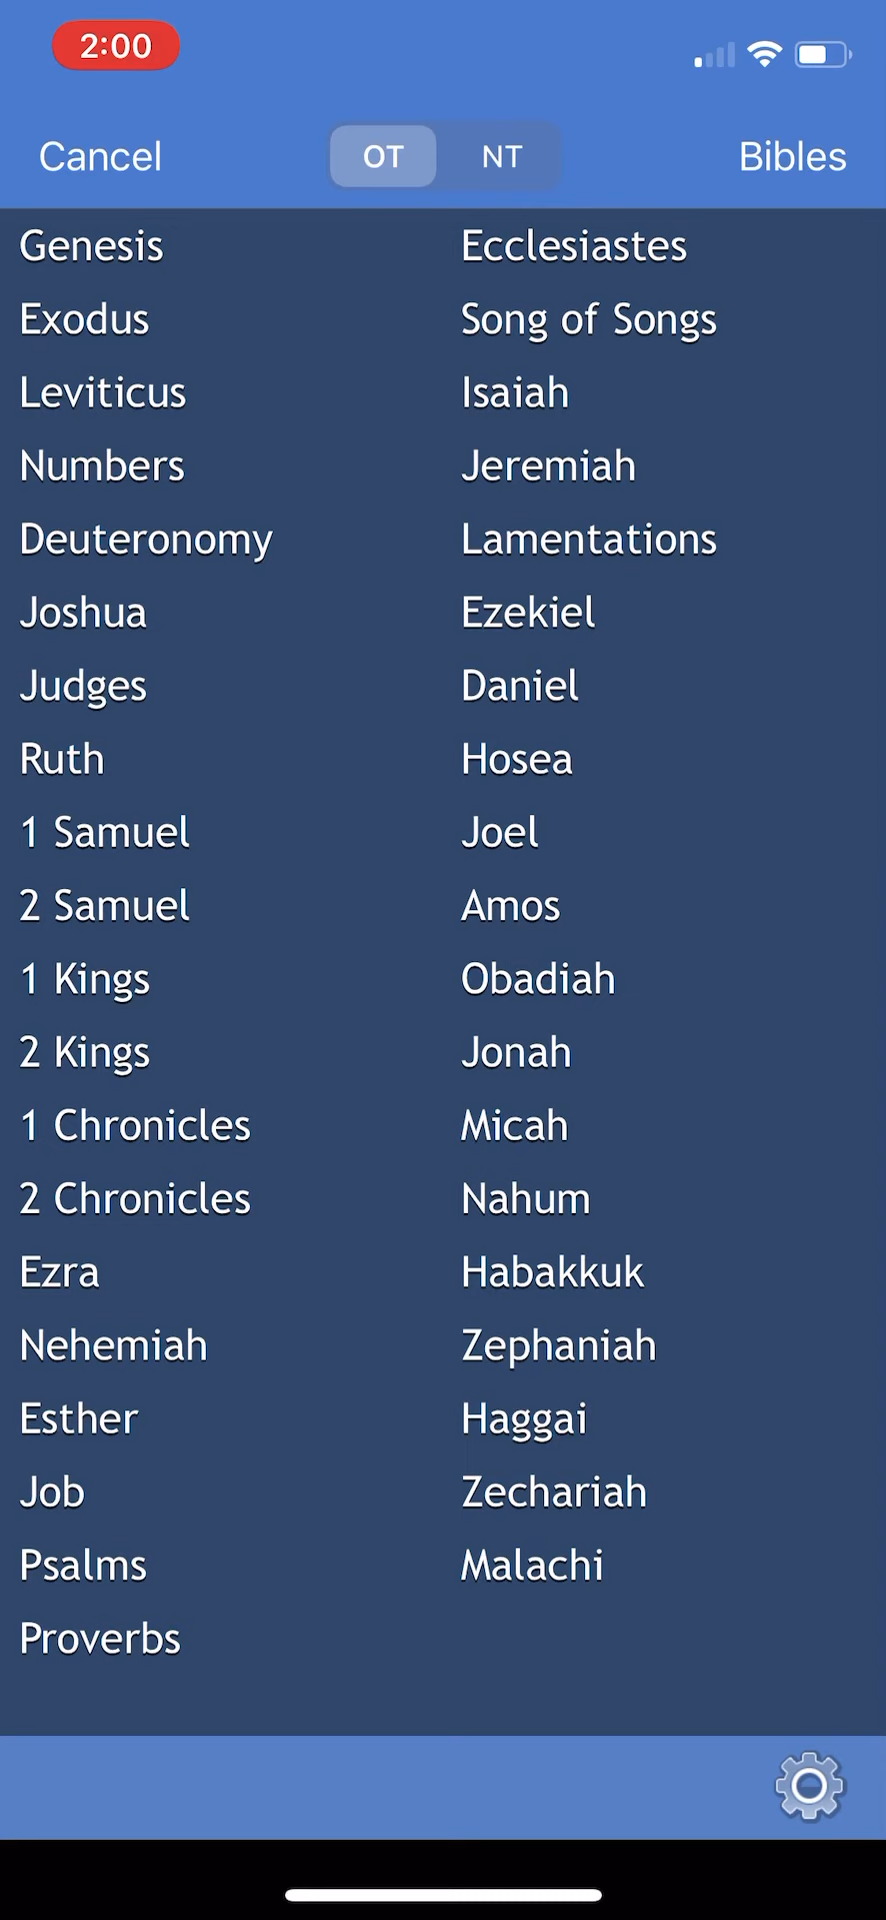 2:00
Cancel
OT
NT
Bibles
Genesis
Exodus
Leviticus
Numbers
Deuteronomy
Joshua
Judges
Ruth
1 Samuel
2 Samuel
1 Kings
2 Kings
1 Chronicles
2 Chronicles
Ezra
Nehemiah
Esther
Job
Psalms
Proverbs
Ecclesiastes
Song of Songs
Isaiah
Jeremiah
Lamentations
Ezekiel
Daniel
Hosea
Joel
Amos
Obadiah
Jonah
Micah
Nahum
Habakkuk
Zephaniah
Haggai
Zechariah
Malachi